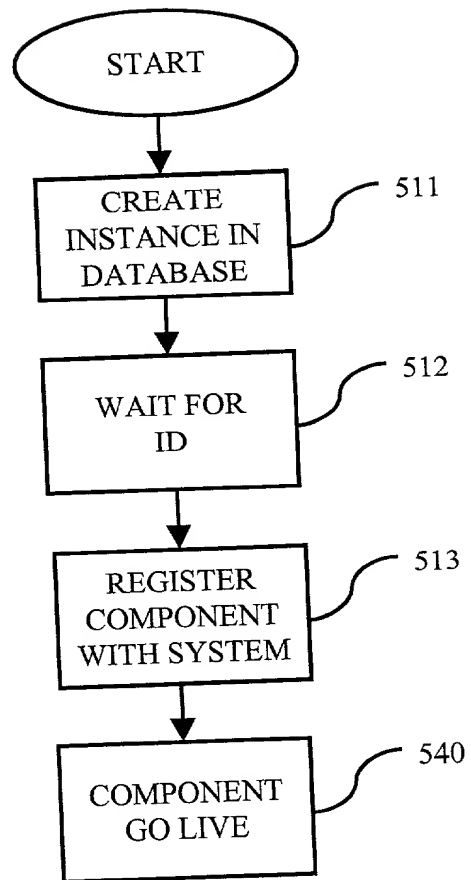 START
CREATE
INSTANCE IN
DATABASE
511
WAIT FOR
ID
512
REGISTER
COMPONENT
WITH SYSTEM
513
COMPONENT
GO LIVE
540